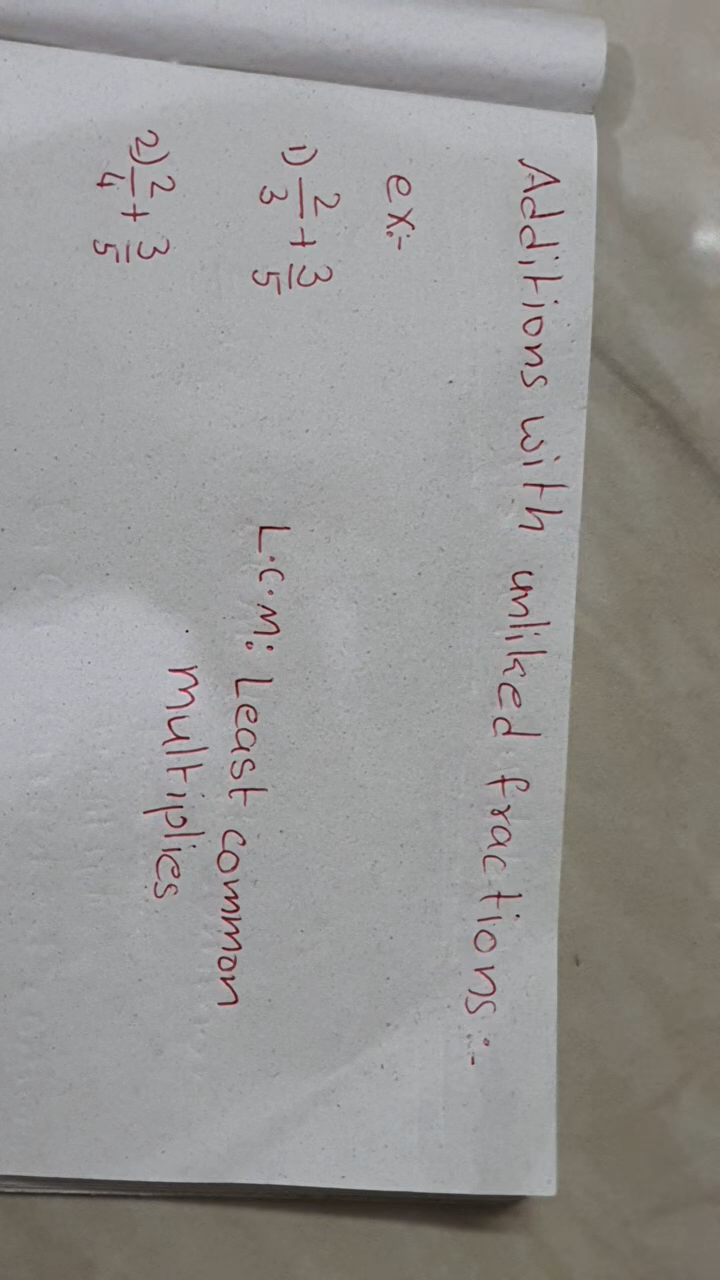 Additions with unliked fractions:-
ex:-
1) 2/3 + 3/5
L.C.M: Least common
multiplies
2) 2/4 + 3/5